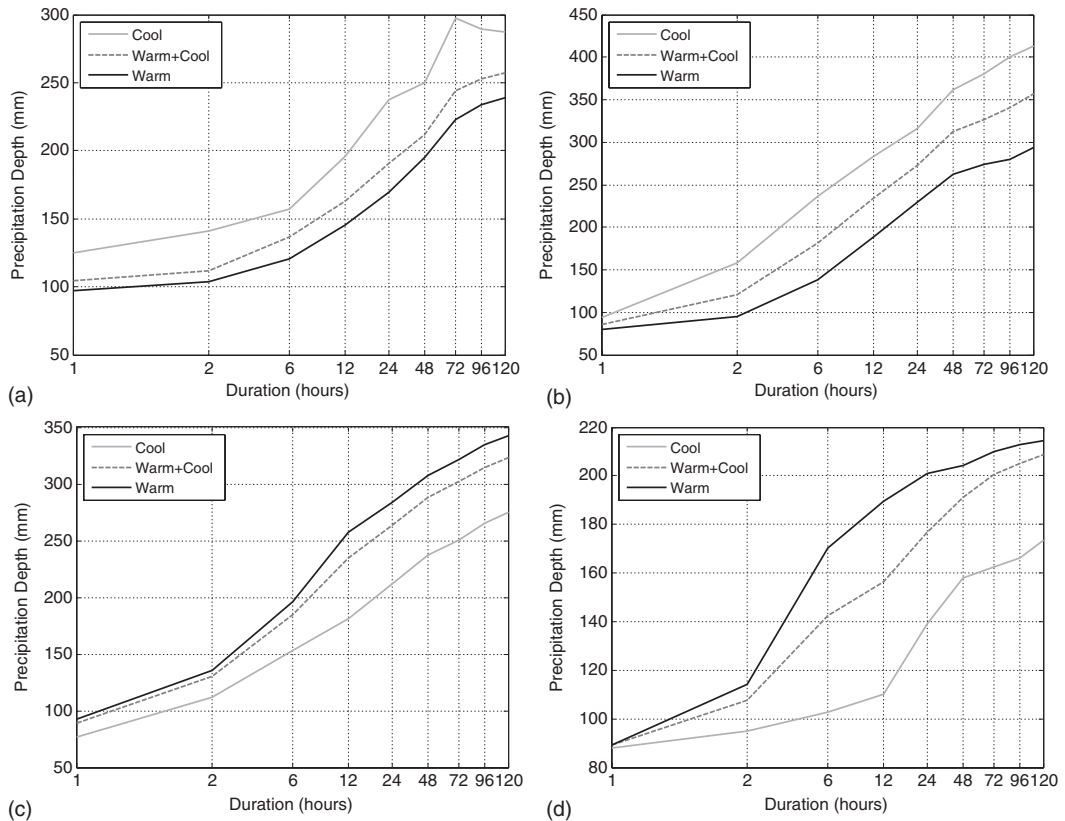 300
250
200
150
100
50
Precipitation Depth (mm)
Cool
Warm+Cool
Warm
1 2 6 12 24 48 72 96 120
Duration (hours)
(a)
450
400
350
300
250
200
150
100
50
Precipitation Depth (mm)
Cool
Warm+Cool
Warm
1 2 6 12 24 48 72 96 120
Duration (hours)
(b)
350
300
250
200
150
100
50
Precipitation Depth (mm)
Cool
Warm+Cool
Warm
1 2 6 12 24 48 72 96 120
Duration (hours)
(c)
220
200
180
160
140
120
100
80
Precipitation Depth (mm)
Cool
Warm+Cool
Warm
1 2 6 12 24 48 72 96 120
Duration (hours)
(d)